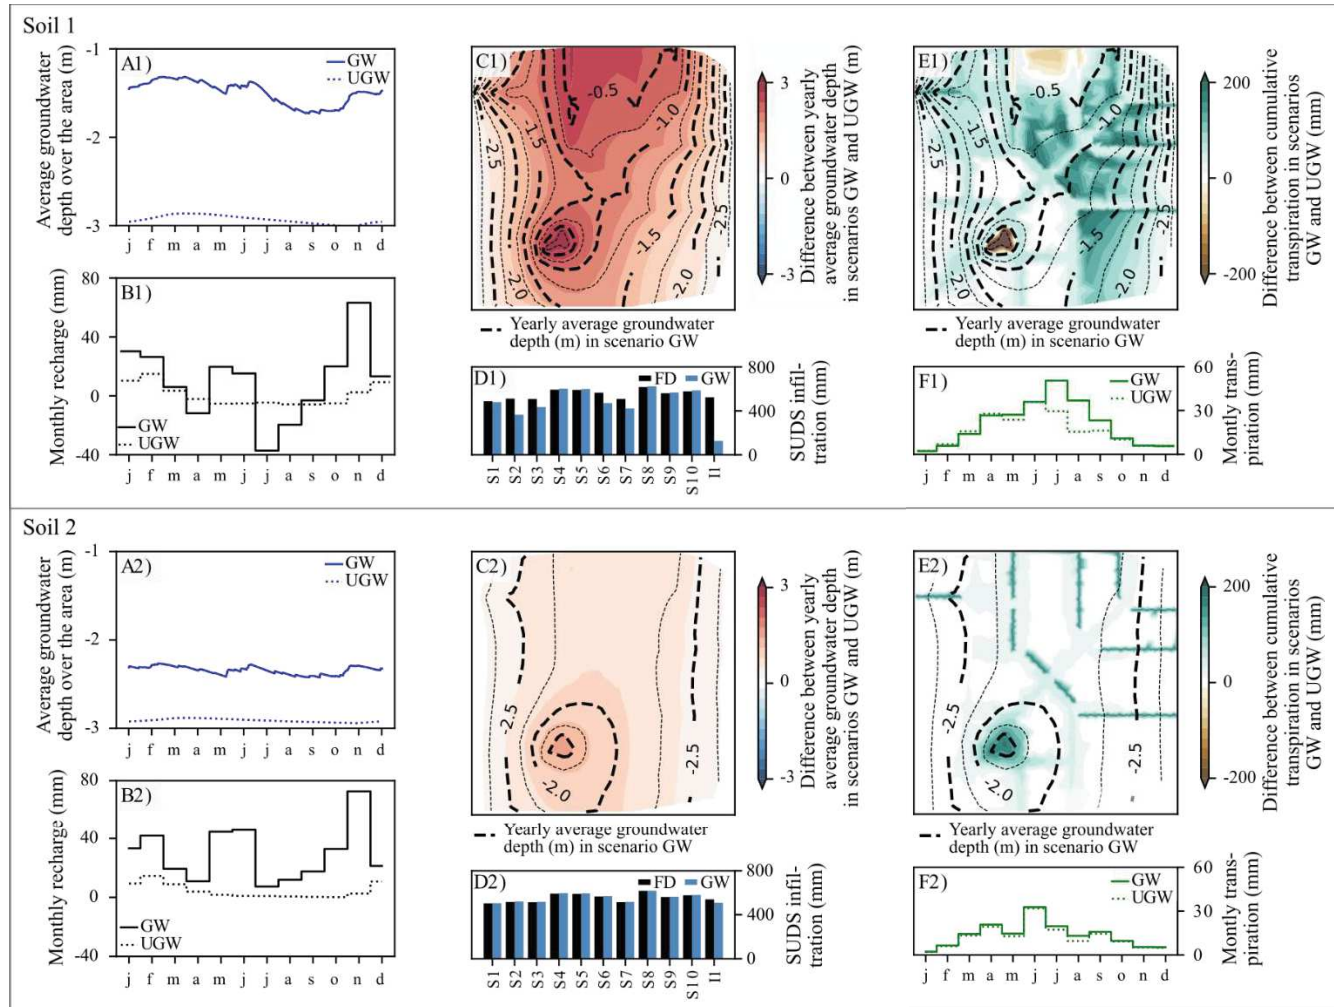 Soil 1
A1)
GW
UGW
Average groundwater
depth over the area (m)
-1
-2
-3
j f m a m j j a s o n d
B1)
GW
UGW
Monthly recharge (mm)
80
40
0
-40
j f m a m j j a s o n d
C1)
-0.5
-1.0
-1.5
-2.5
-1.5
-2.5
-2.0
-2.0
3
0
-3
Difference between yearly
average groundwater depth
in scenarios GW and UGW (m)
Yearly average groundwater
depth (m) in scenario GW
D1)
FD
GW
800
400
0
SUDS infil-
tration (mm)
S1 S2 S3 S4 S5 S6 S7 S8 S9 S10 I1
E1)
-0.5
-1.0
-1.5
-2.5
-1.5
-2.5
-2.0
-2.0
200
0
-200
Difference between cumulative
transpiration in scenarios
GW and UGW (mm)
Yearly average groundwater
depth (m) in scenario GW
F1)
GW
UGW
60
30
0
Montly trans-
piration (mm)
j f m a m j j a s o n d
Soil 2
A2)
GW
UGW
Average groundwater
depth over the area (m)
-1
-2
-3
j f m a m j j a s o n d
B2)
GW
UGW
Monthly recharge (mm)
80
40
0
-40
j f m a m j j a s o n d
C2)
-2.5
-2.0
-2.5
3
0
-3
Difference between yearly
average groundwater depth
in scenarios GW and UGW (m)
Yearly average groundwater
depth (m) in scenario GW
D2)
FD
GW
800
400
0
SUDS infil-
tration (mm)
S1 S2 S3 S4 S5 S6 S7 S8 S9 S10 I1
E2)
-2.5
-2.0
-2.5
200
0
-200
Difference between cumulative
transpiration in scenarios
GW and UGW (mm)
Yearly average groundwater
depth (m) in scenario GW
F2)
GW
UGW
60
30
0
Montly trans-
piration (mm)
j f m a m j j a s o n d